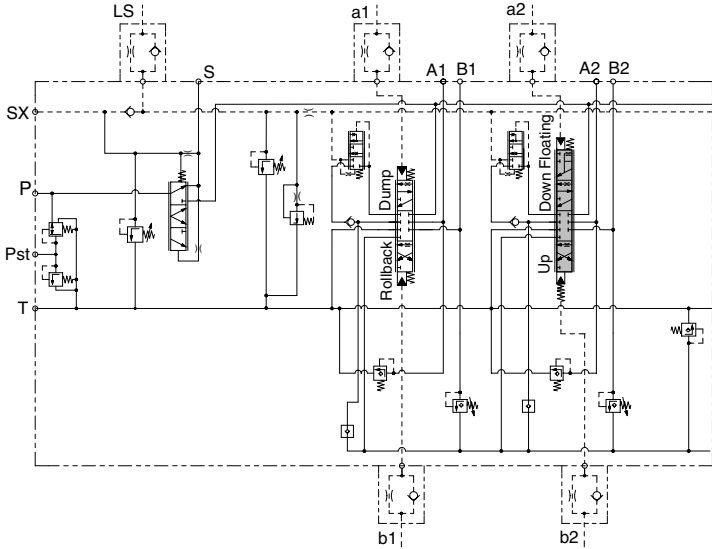 LS
a1
a2
S
A1
B1
A2
B2
SX
P
Pst
T
Dump
Rollback
Down Floating
Up
b1
b2